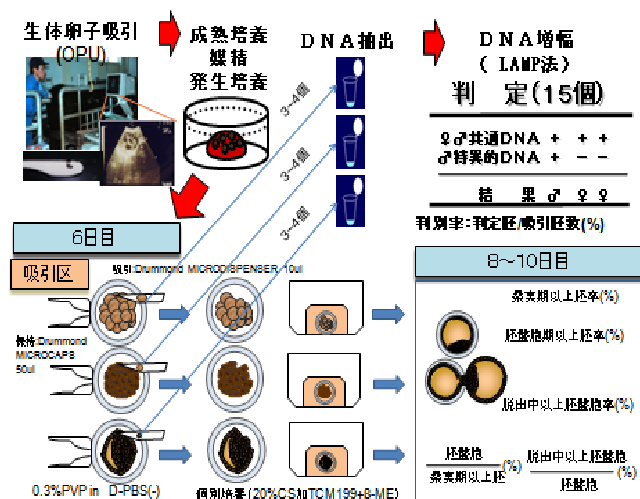 生体卵子吸引
(OPU)
成熟培養
媒精
発生培養
DNA抽出
DNA増幅
(LAMP法)
判 定(15個)
♀♂共通DNA + + +
♂特異的DNA + − −
結 果 ♂ ♀ ♀
判別率:判定胚/吸引胚数(%)
3~4個
3~4個
3~4個
6日目
吸引区
吸引:Drummond MICRODISPENSER 10ul
保持:Drummond
MICROCAPS
50ul
0.3%PVP in D-PBS(-)
個別培養(20%CS加TCM199+β-ME)
8~10日目
桑実期以上胚率(%)
胚盤胞期以上胚率(%)
脱出中以上胚盤胞率(%)
胚盤胞
桑実期以上胚
(%)
脱出中以上胚盤胞
胚盤胞
(%)